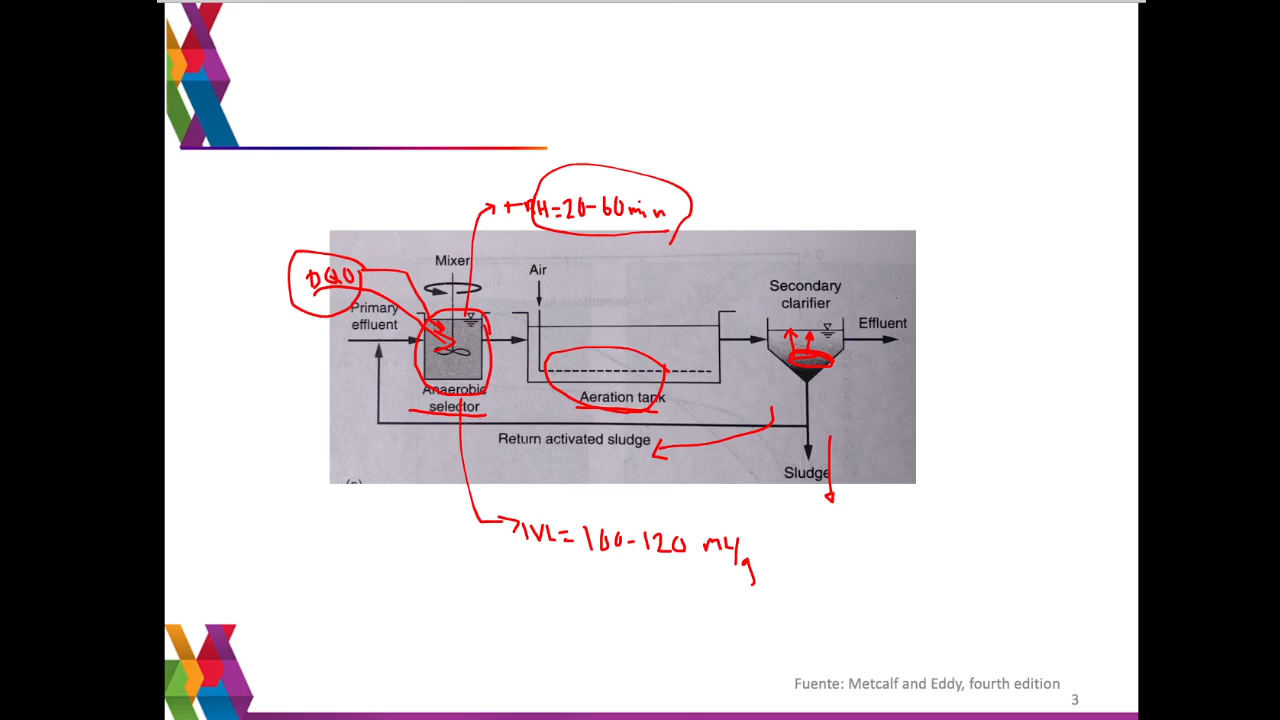 TRH=20-60min
Mixer
Air
DQO
Primary
effluent
Secondary
clarifier
Effluent
Anaerobic
selector
Aeration tank
Return activated sludge
Sludge
IVL= 100-120 mL/g
Fuente: Metcalf and Eddy, fourth edition
3